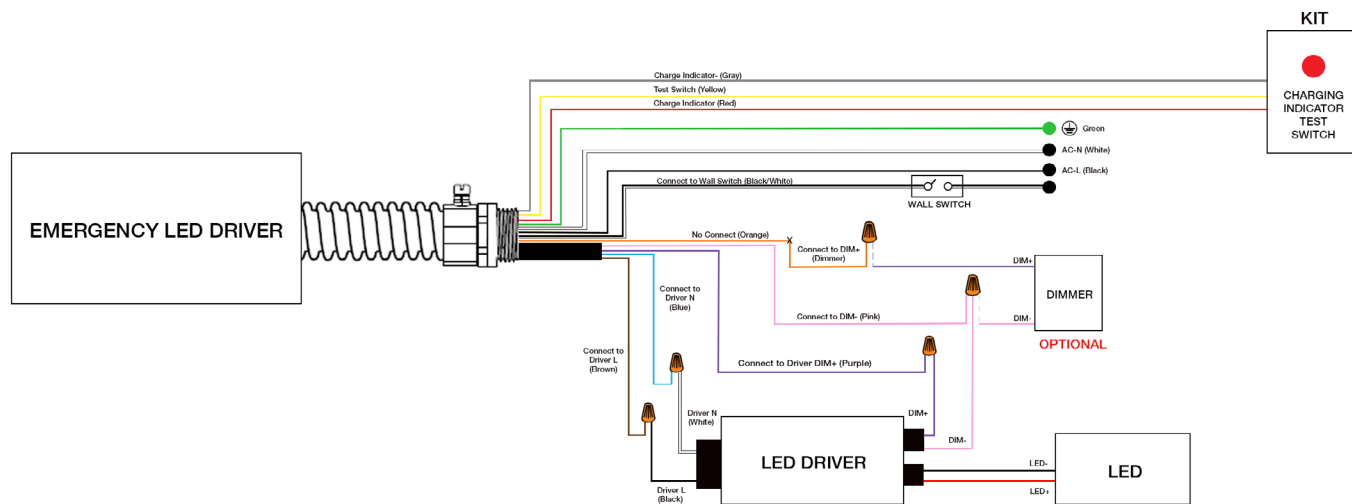 KIT
Charge Indicator- (Gray)
Test Switch (Yellow)
Charge Indicator (Red)
CHARGING
INDICATOR
TEST
SWITCH
Green
AC-N (White)
AC-L (Black)
Connect to Wall Switch (Black/White)
WALL SWITCH
EMERGENCY LED DRIVER
No Connect (Orange)
X
Connect to DIM+
(Dimmer)
DIM+
DIMMER
DIM-
OPTIONAL
Connect to
Driver N
(Blue)
Connect to DIM- (Pink)
Connect to
Driver L
(Brown)
Connect to Driver DIM+ (Purple)
Driver N
(White)
DIM+
DIM-
LED DRIVER
LED-
LED+
LED
Driver L
(Black)